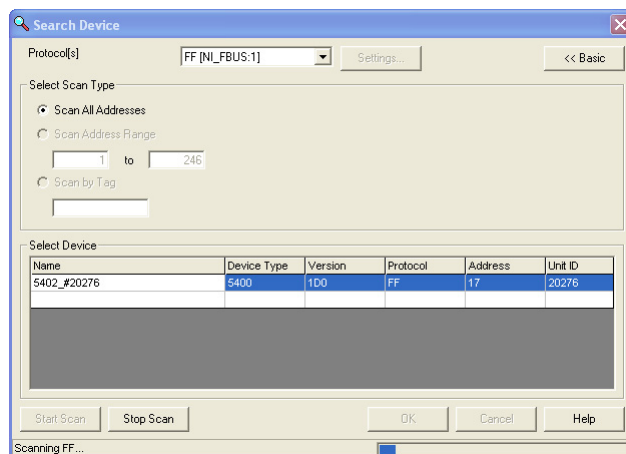 Search Device
Protocol[s] FF [NI_FBUS:1] Settings... << Basic
Select Scan Type
Scan All Addresses
Scan Address Range
1 to 246
Scan by Tag
Select Device
Name Device Type Version Protocol Address Unit ID
5402_#20276 5400 1D0 FF 17 20276
Start Scan Stop Scan OK Cancel Help
Scanning FF...